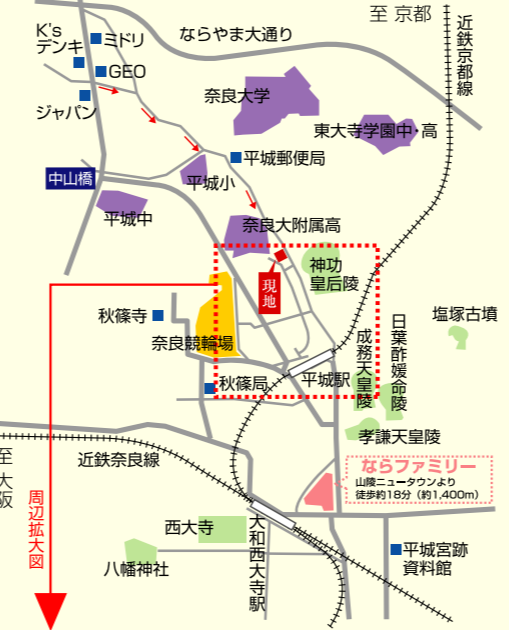 至 京都
K's
デンキ
ミドリ
ならやま大通り
近鉄京都線
GEO
ジャパン
奈良大学
東大寺学園中・高
平城郵便局
中山橋
平城小
平城中
奈良大附属高
現地
神功
皇后陵
秋篠寺
奈良競輪場
塩塚古墳
日葉酢媛命陵
成務天皇陵
平城駅
秋篠局
孝謙天皇陵
至 大阪
近鉄奈良線
ならファミリー
山陵ニュータウンより
徒歩約18分（約1,400m）
周辺拡大図
西大寺
大和西大寺駅
八幡神社
平城宮跡
資料館